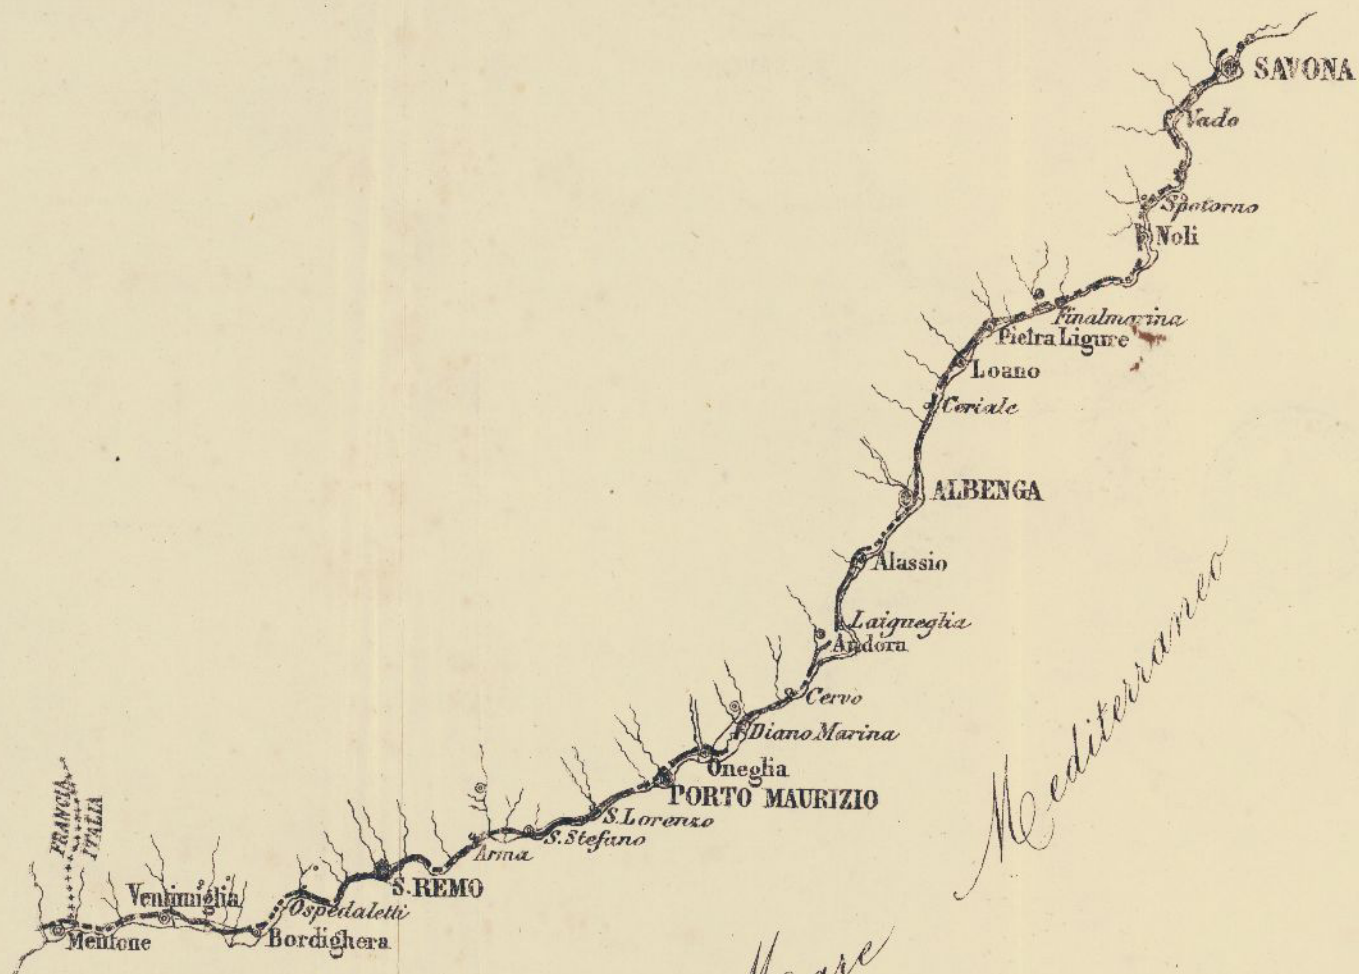 SAVONA
Vado
Spotorno
Noli
Finalmarina
Pietra Ligure
Loano
Ceriale
ALBENGA
Alassio
Laigueglia
Andora
Cervo
Diano Marina
Oneglia
PORTO MAURIZIO
S. Lorenzo
S. Stefano
Arma
S. REMO
Ospedaletti
Bordighera
Ventimiglia
Mentone
FRANCIA
ITALIA
Mare
Mediterraneo